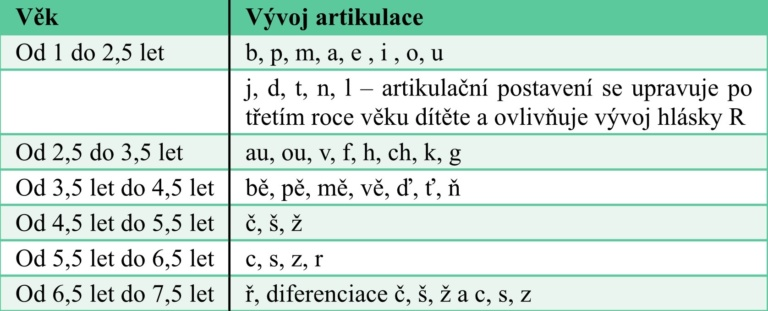 Věk Vývoj artikulace
Od 1 do 2,5 let b, p, m, a, e , i , o, u
j, d, t, n, l – artikulační postavení se upravuje po
třetím roce věku dítěte a ovlivňuje vývoj hlásky R
Od 2,5 do 3,5 let au, ou, v, f, h, ch, k, g
Od 3,5 let do 4,5 let bě, pě, mě, vě, ď, ť, ň
Od 4,5 let do 5,5 let č, š, ž
Od 5,5 let do 6,5 let c, s, z, r
Od 6,5 let do 7,5 let ř, diferenciace č, š, ž a c, s, z